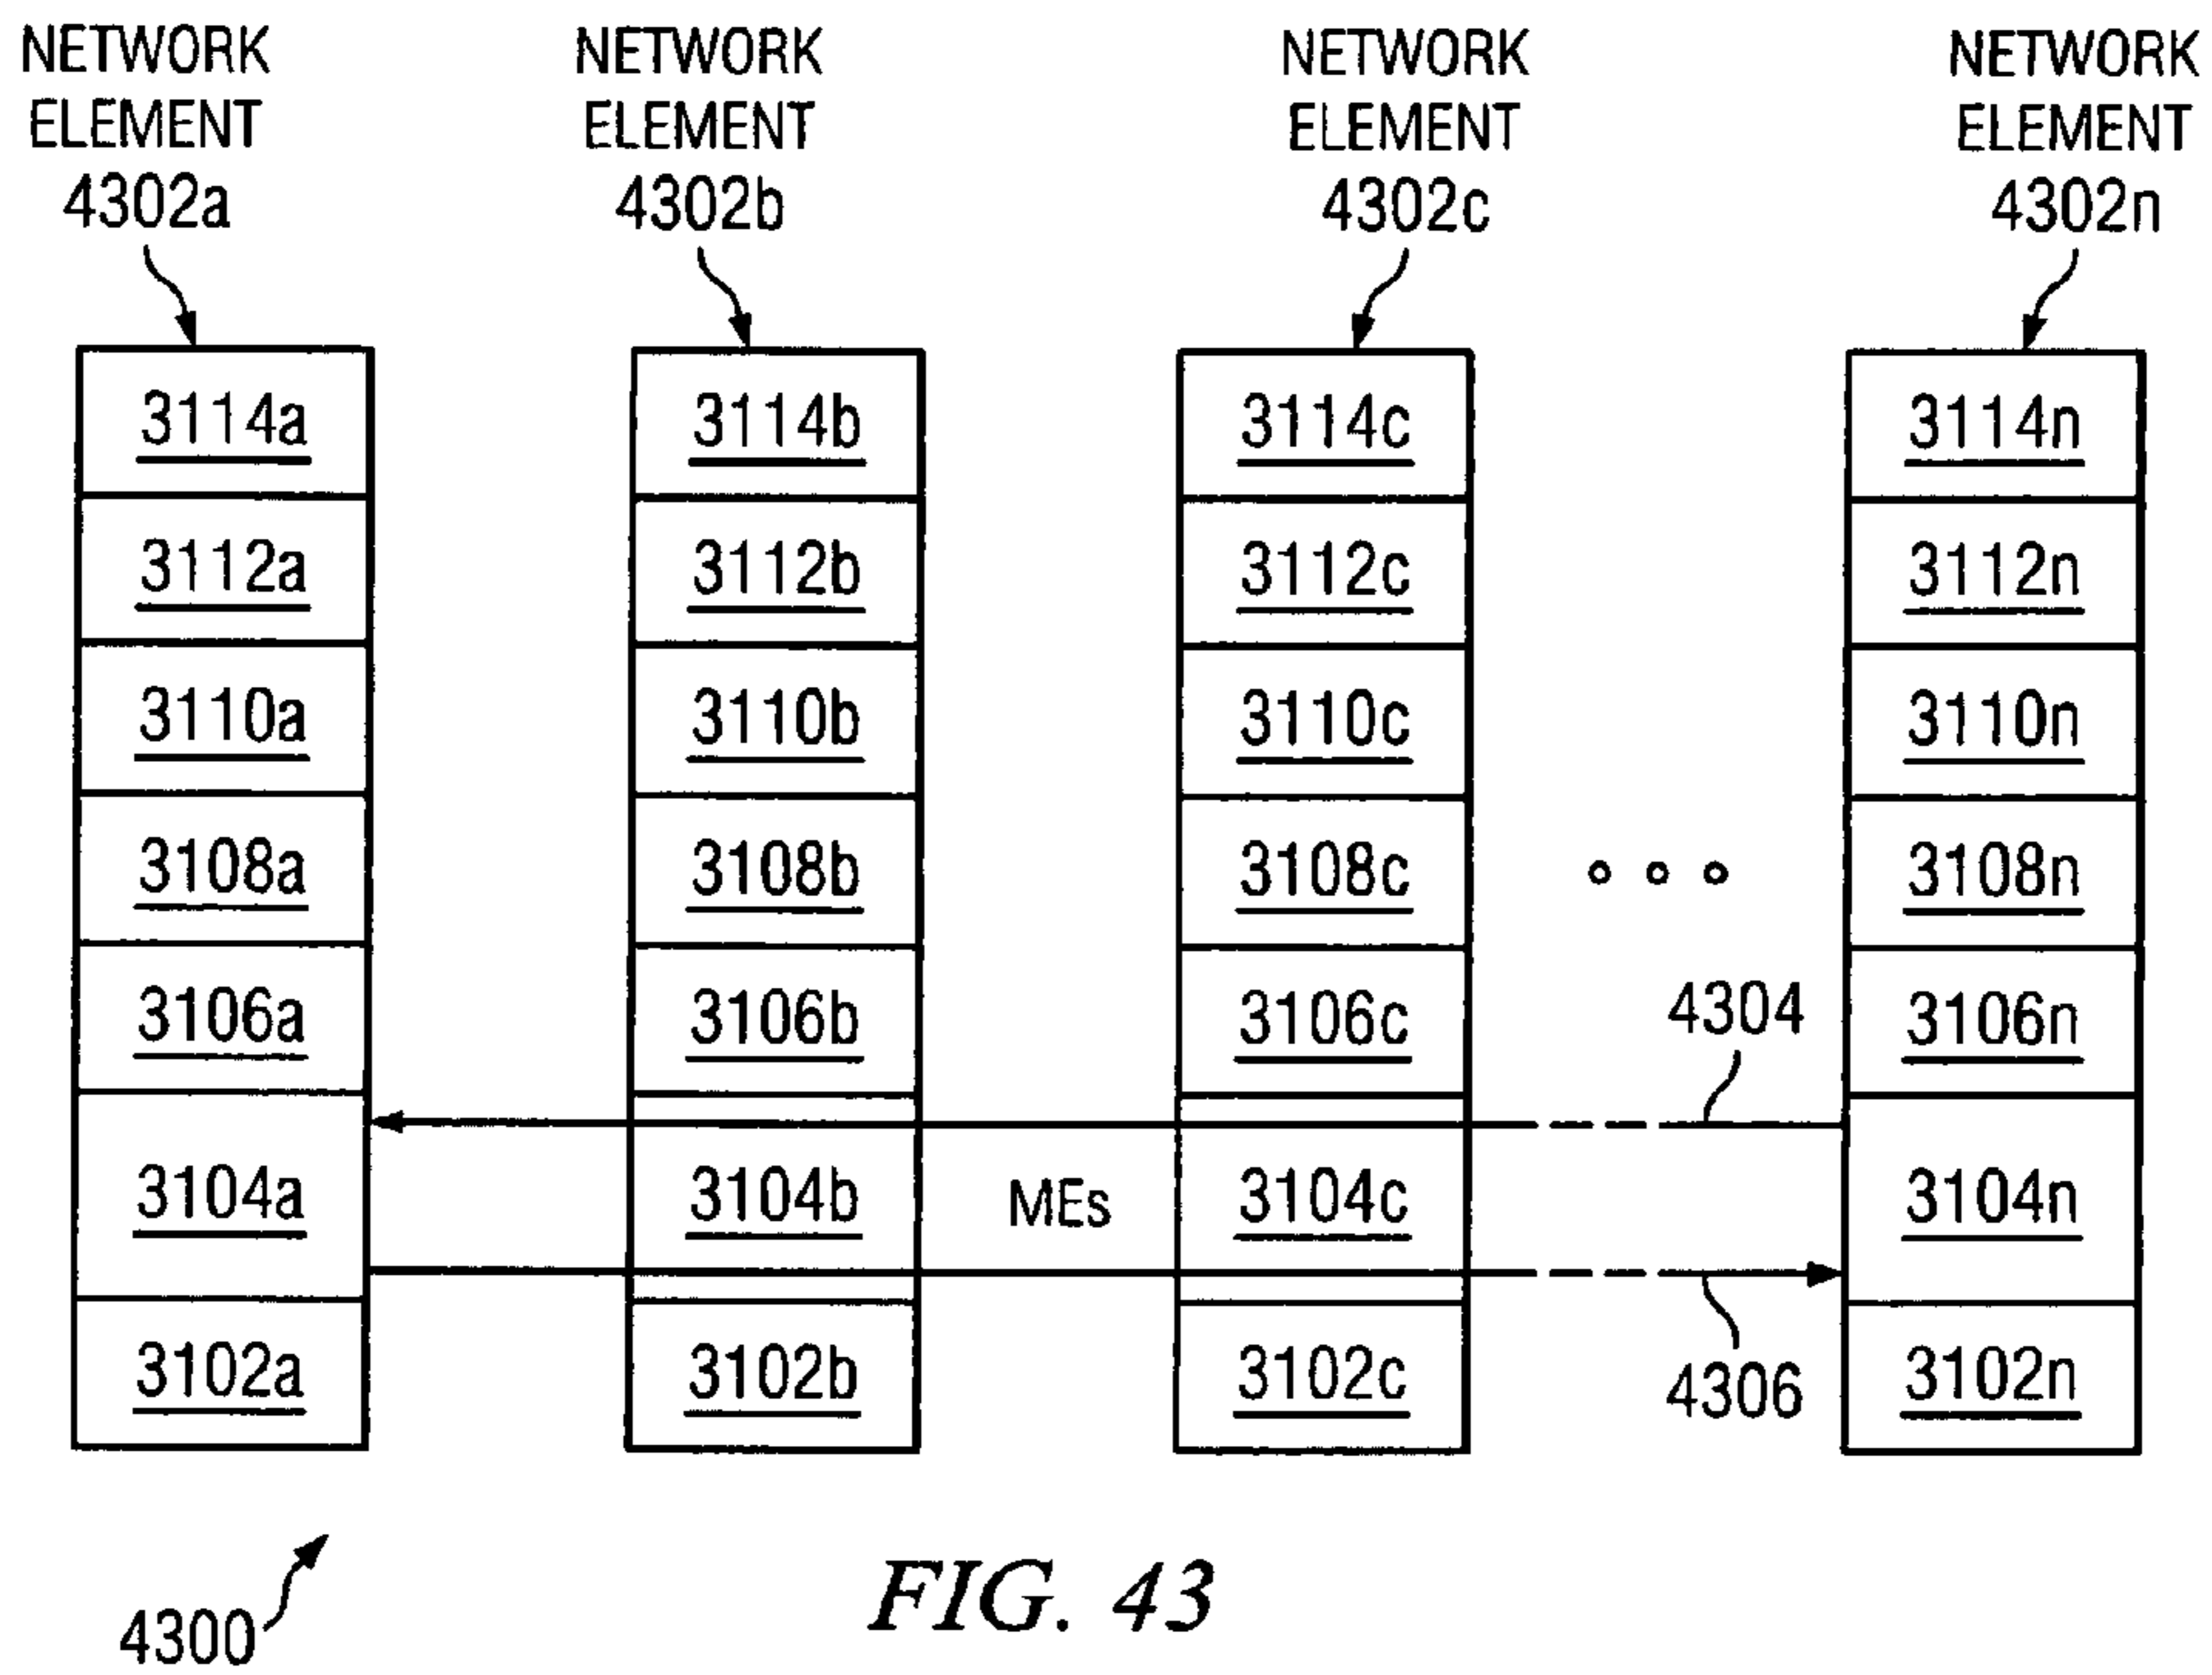 NETWORK NETWORK NETWORK NETWORK
ELEMENT ELEMENT ELEMENT ELEMENT
4302a 4302b 4302c 4302n
3114a 3114b 3114c 3114n
3112a 3112b 3112c 3112n
3110a 3110b 3110c 3110n
3108a 3108b 3108c 3108n
3106a 3106b 3106c 4304 3106n
3104a 3104b MEs 3104c 3104n
3102a 3102b 3102c 4306 3102n
4300
FIG. 43